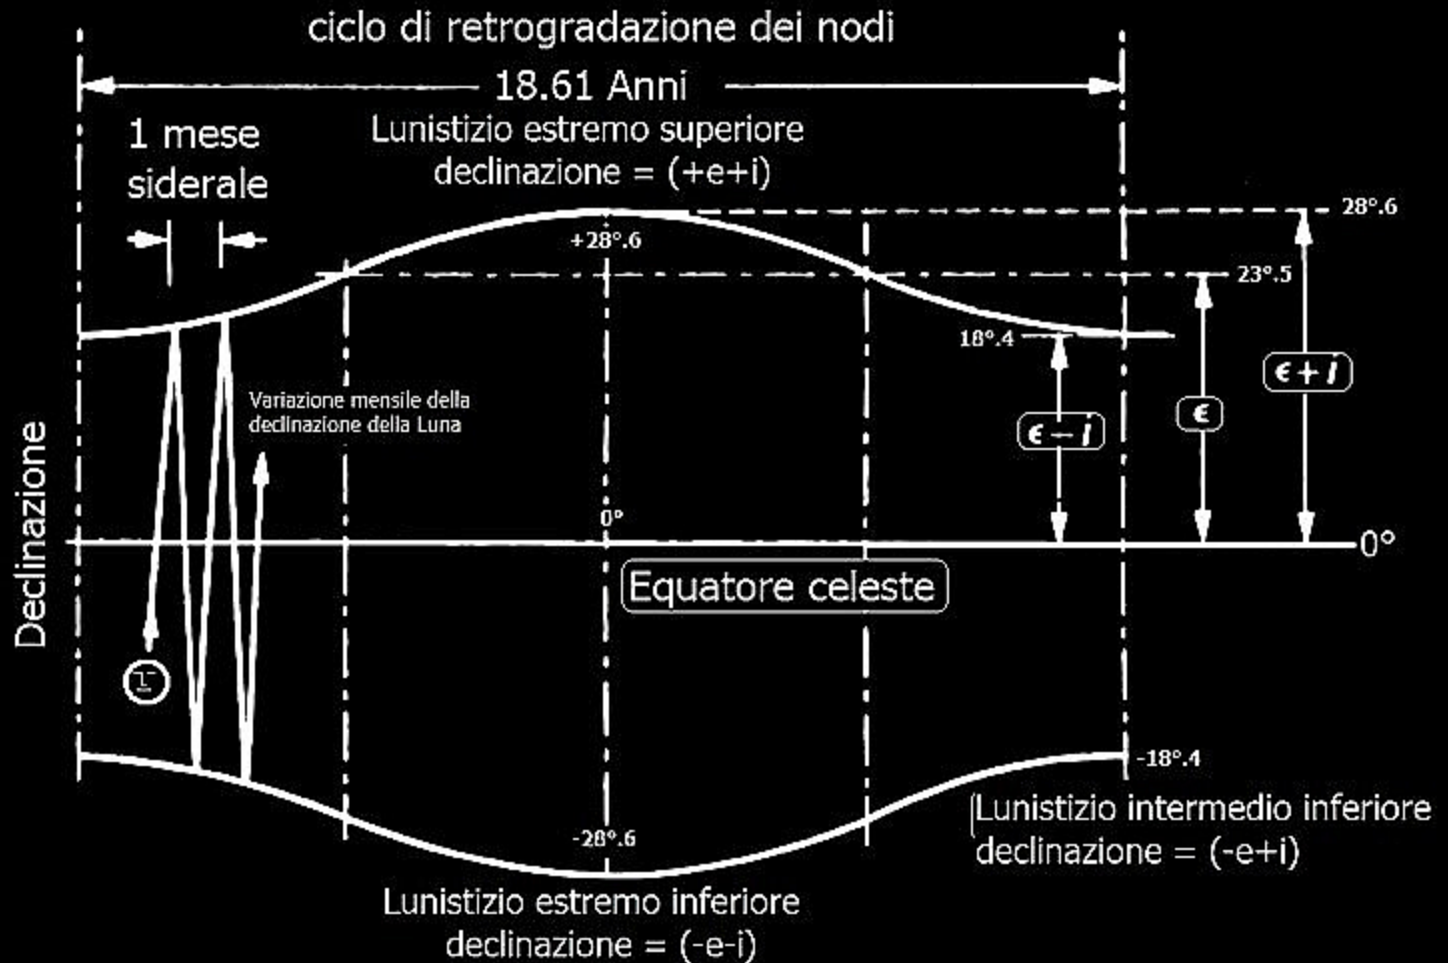 ciclo di retrogradazione dei nodi
18.61 Anni
Lunistizio estremo superiore
declinazione = (+e+i)
1 mese
siderale
28°.6
+28°.6
23°.5
18°.4
ϵ+i
ϵ
ϵ-i
Variazione mensile della
declinazione della Luna
Declinazione
0°
0°
Equatore celeste
-18°.4
Lunistizio intermedio inferiore
declinazione = (-e+i)
-28°.6
Lunistizio estremo inferiore
declinazione = (-e-i)